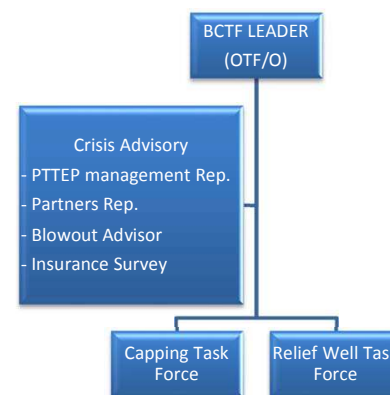 BCTF LEADER
(OTF/O)
Crisis Advisory
- PTTEP management Rep.
- Partners Rep.
- Blowout Advisor
- Insurance Survey
Capping Task
Force
Relief Well Tas
Force